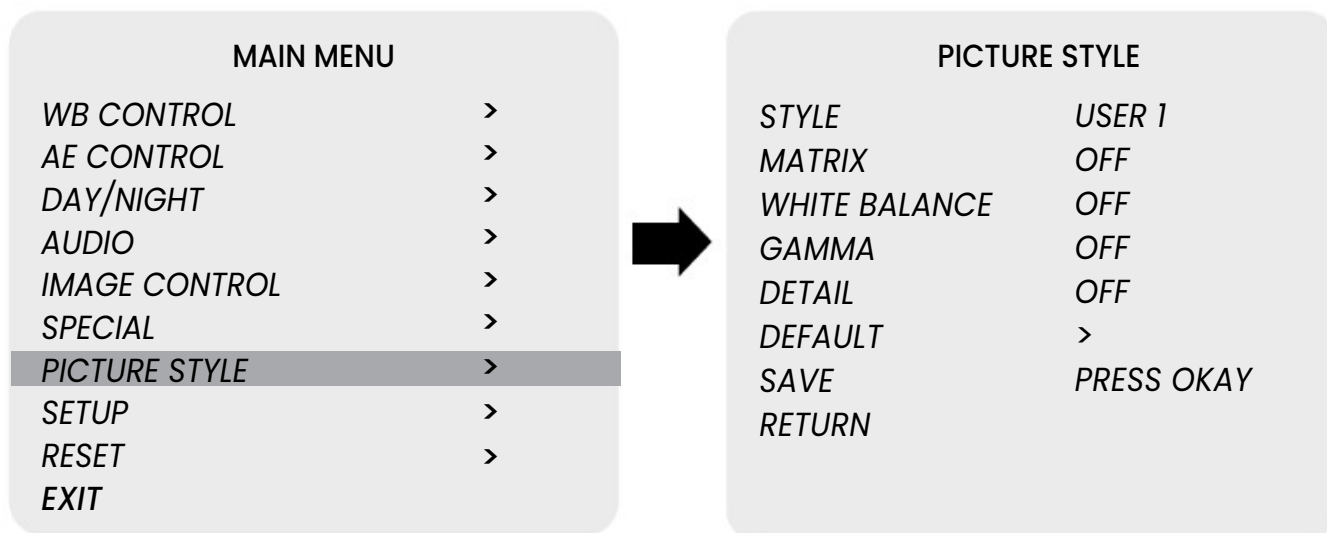 MAIN MENU
WB CONTROL >
AE CONTROL >
DAY/NIGHT >
AUDIO >
IMAGE CONTROL >
SPECIAL >
PICTURE STYLE >
SETUP >
RESET >
EXIT
PICTURE STYLE
STYLE USER 1
MATRIX OFF
WHITE BALANCE OFF
GAMMA OFF
DETAIL OFF
DEFAULT >
SAVE PRESS OKAY
RETURN